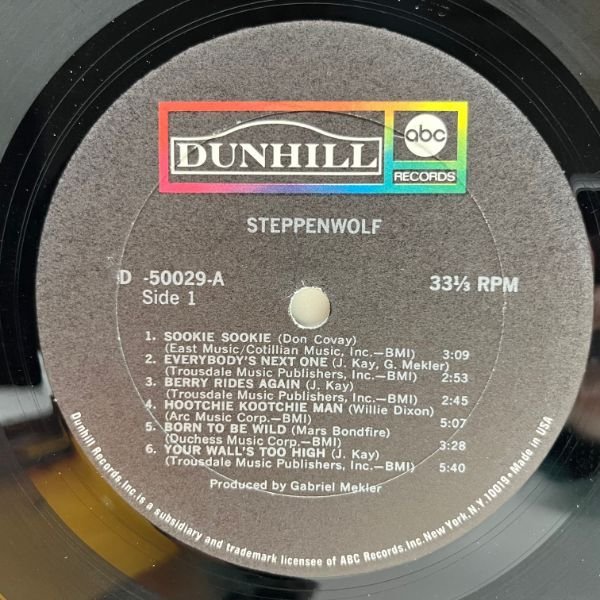 DUNHILL
abc
RECORDS
STEPPENWOLF
D -50029-A
33⅓ RPM
Side 1
1. SOOKIE SOOKIE (Don Covay)
(East Music/Cotillian Music, Inc.—BMI) 3:09
2. EVERYBODY'S NEXT ONE (J. Kay, G. Mekler)
(Trousdale Music Publishers, Inc.—BMI) 2:53
3. BERRY RIDES AGAIN (J. Kay)
(Trousdale Music Publishers, Inc.—BMI) 2:45
4. HOOTCHIE KOOTCHIE MAN (Willie Dixon)
(Arc Music Corp.—BMI) 5:07
5. BORN TO BE WILD (Mars Bondfire)
(Duchess Music Corp.—BMI) 3:28
6. YOUR WALL'S TOO HIGH (J. Kay)
(Trousdale Music Publishers, Inc.—BMI) 5:40
Produced by Gabriel Mekler
Dunhill Records, Inc. is a subsidiary and trademark licensee of ABC Records, Inc. New York, N.Y. 10019 • Made in USA